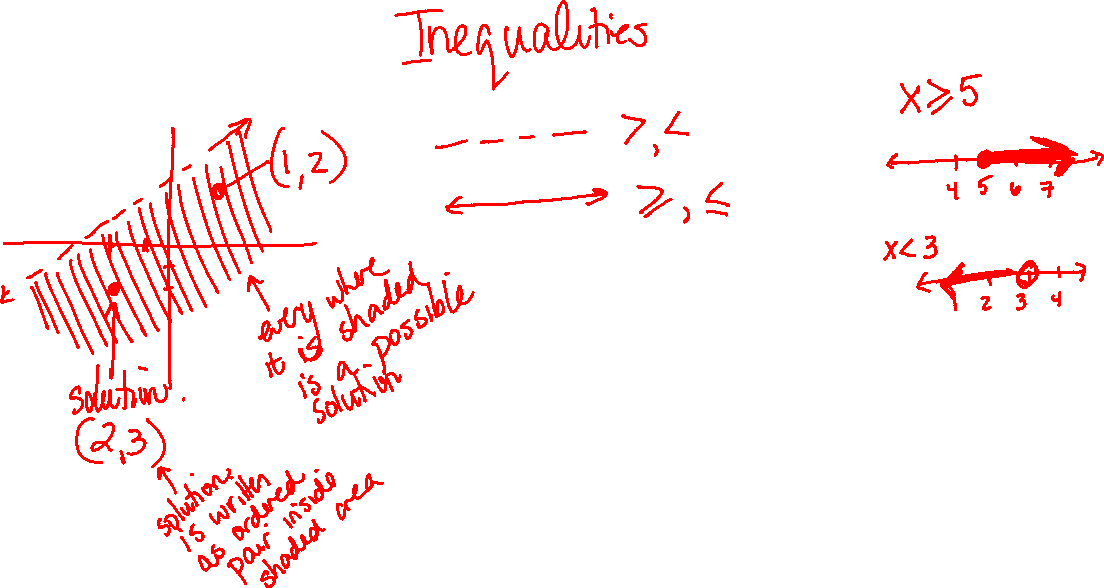 Inequalities
>, <
≥, ≤
(1,2)
every where
it is shaded
is a possible
solution
solution.
(2,3)
solution
is written
as ordered
pair inside
shaded area
x≥5
4 5 6 7
x<3
2 3 4